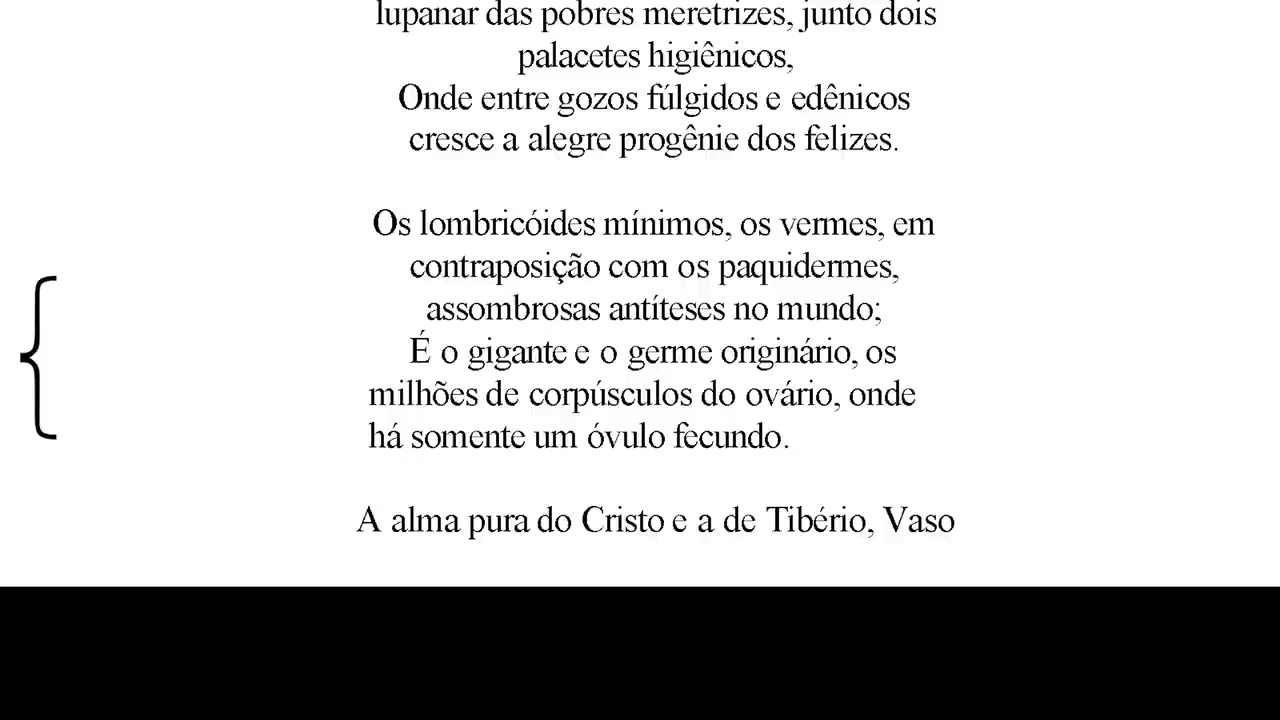 lupanar das pobres meretrizes, junto dois
palacetes higiênicos,
Onde entre gozos fúlgidos e edênicos
cresce a alegre progênie dos felizes.
Os lombricóides mínimos, os vermes, em
contraposição com os paquidermes,
assombrosas antíteses no mundo;
É o gigante e o germe originário, os
milhões de corpúsculos do ovário, onde
há somente um óvulo fecundo.
A alma pura do Cristo e a de Tibério, Vaso